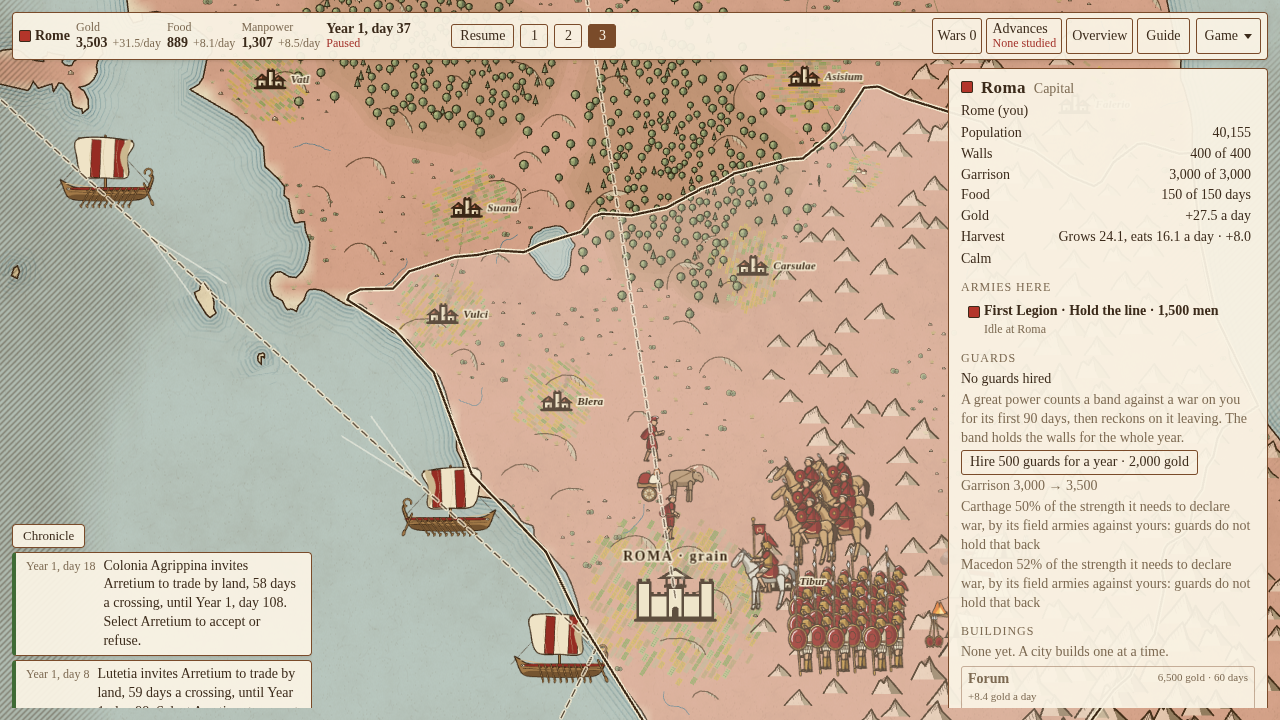 Rome
Gold
3,503 +31.5/day
Food
889 +8.1/day
Manpower
1,307 +8.5/day
Year 1, day 37
Paused
Resume
1
2
3
Wars 0
Advances
None studied
Overview
Guide
Game
Vatl
Asisium
Suana
Carsulae
Vulci
Blera
ROMA · grain
Tibur
Roma Capital
Rome (you)
Population 40,155
Walls 400 of 400
Garrison 3,000 of 3,000
Food 150 of 150 days
Gold +27.5 a day
Harvest Grows 24.1, eats 16.1 a day · +8.0
Calm
ARMIES HERE
First Legion · Hold the line · 1,500 men
Idle at Roma
GUARDS
No guards hired
A great power counts a band against a war on you
for its first 90 days, then reckons on it leaving. The
band holds the walls for the whole year.
Hire 500 guards for a year · 2,000 gold
Garrison 3,000 → 3,500
Carthage 50% of the strength it needs to declare
war, by its field armies against yours: guards do not
hold that back
Macedon 52% of the strength it needs to declare
war, by its field armies against yours: guards do not
hold that back
BUILDINGS
None yet. A city builds one at a time.
Forum 6,500 gold · 60 days
+8.4 gold a day
Chronicle
Year 1, day 18 Colonia Agrippina invites
Arretium to trade by land, 58 days
a crossing, until Year 1, day 108.
Select Arretium to accept or
refuse.
Year 1, day 8 Lutetia invites Arretium to trade by
land, 59 days a crossing, until Year